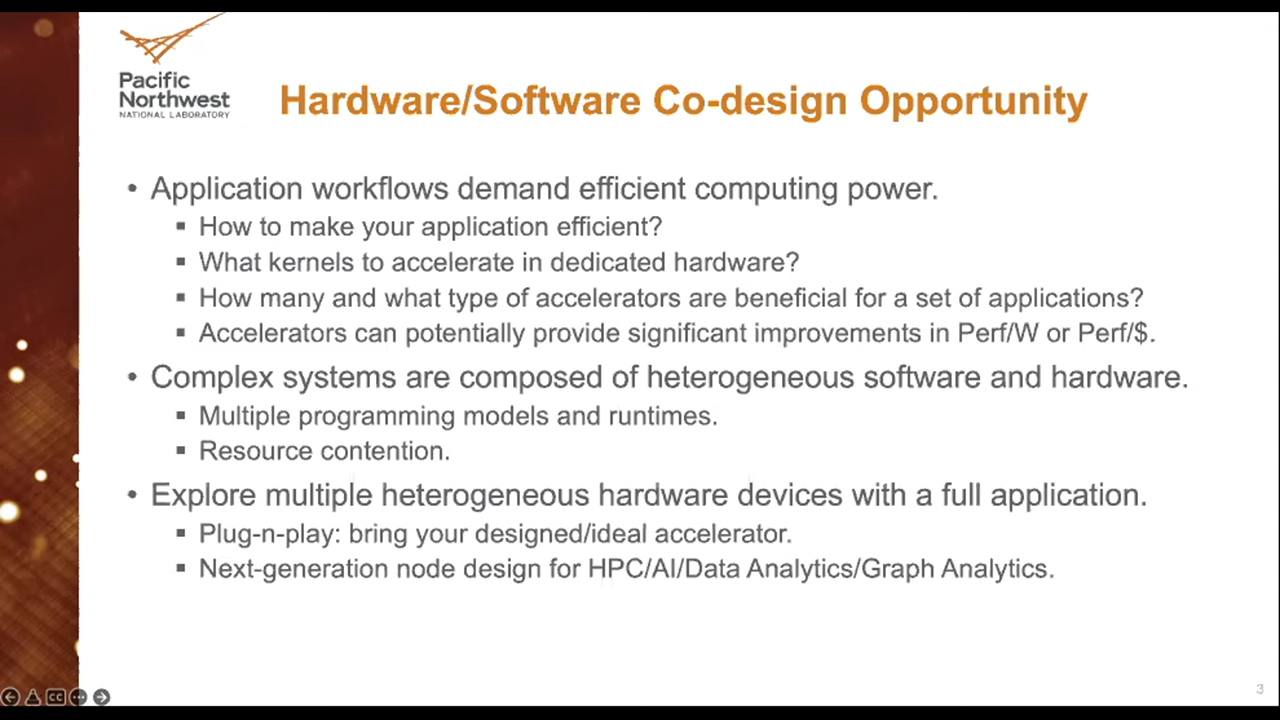 Pacific
Northwest
NATIONAL LABORATORY
Hardware/Software Co-design Opportunity
• Application workflows demand efficient computing power.
▪ How to make your application efficient?
▪ What kernels to accelerate in dedicated hardware?
▪ How many and what type of accelerators are beneficial for a set of applications?
▪ Accelerators can potentially provide significant improvements in Perf/W or Perf/$.
• Complex systems are composed of heterogeneous software and hardware.
▪ Multiple programming models and runtimes.
▪ Resource contention.
• Explore multiple heterogeneous hardware devices with a full application.
▪ Plug-n-play: bring your designed/ideal accelerator.
▪ Next-generation node design for HPC/AI/Data Analytics/Graph Analytics.
CC
3